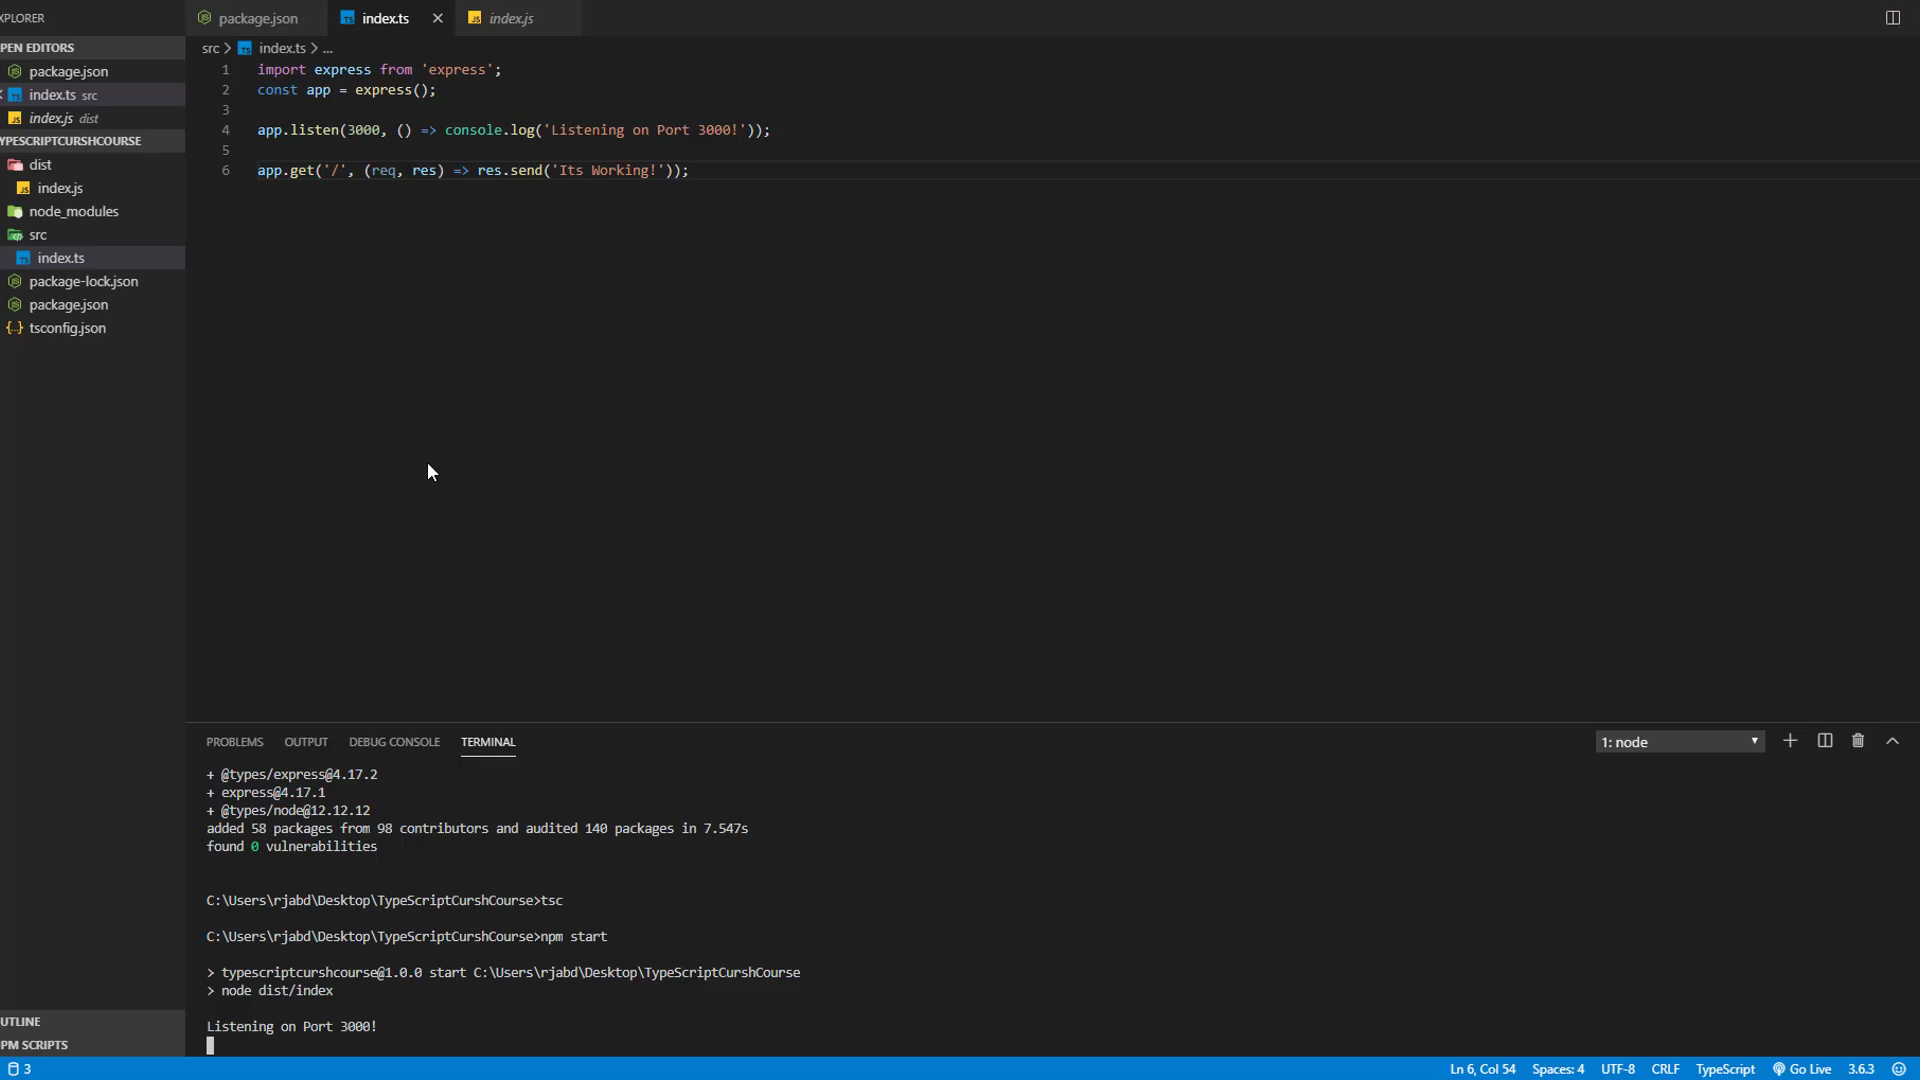 XPLORER
PEN EDITORS
package.json
index.ts src
index.js dist
YPESCRIPTCURSHCOURSE
dist
index.js
node_modules
src
index.ts
package-lock.json
package.json
tsconfig.json
UTLINE
PM SCRIPTS
package.json
index.ts
index.js
src > index.ts > ...
1 import express from 'express';
2 const app = express();
3
4 app.listen(3000, () => console.log('Listening on Port 3000!'));
5
6 app.get('/', (req, res) => res.send('Its Working!'));
PROBLEMS OUTPUT DEBUG CONSOLE TERMINAL
1: node
+ @types/express@4.17.2
+ express@4.17.1
+ @types/node@12.12.12
added 58 packages from 98 contributors and audited 140 packages in 7.547s
found 0 vulnerabilities
C:\Users\rjabd\Desktop\TypeScriptCurshCourse>tsc
C:\Users\rjabd\Desktop\TypeScriptCurshCourse>npm start
> typescriptcurshcourse@1.0.0 start C:\Users\rjabd\Desktop\TypeScriptCurshCourse
> node dist/index
Listening on Port 3000!
3
Ln 6, Col 54 Spaces: 4 UTF-8 CRLF TypeScript Go Live 3.6.3